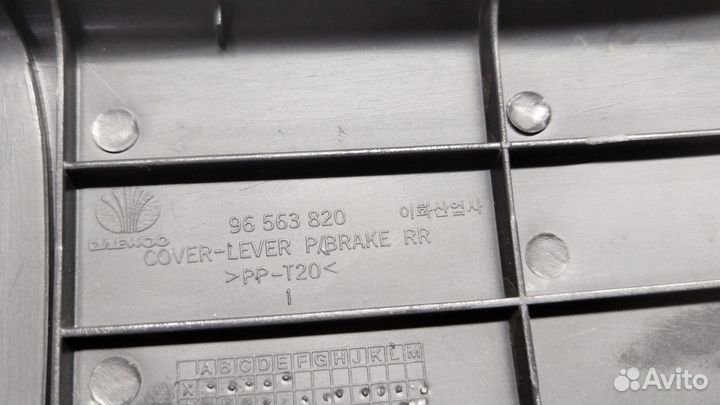 96 563 820
이화산업사
DAEWOO
COVER-LEVER P/BRAKE RR
>PP-T20<
1
A B C D E F G H J K L M
X
Avito